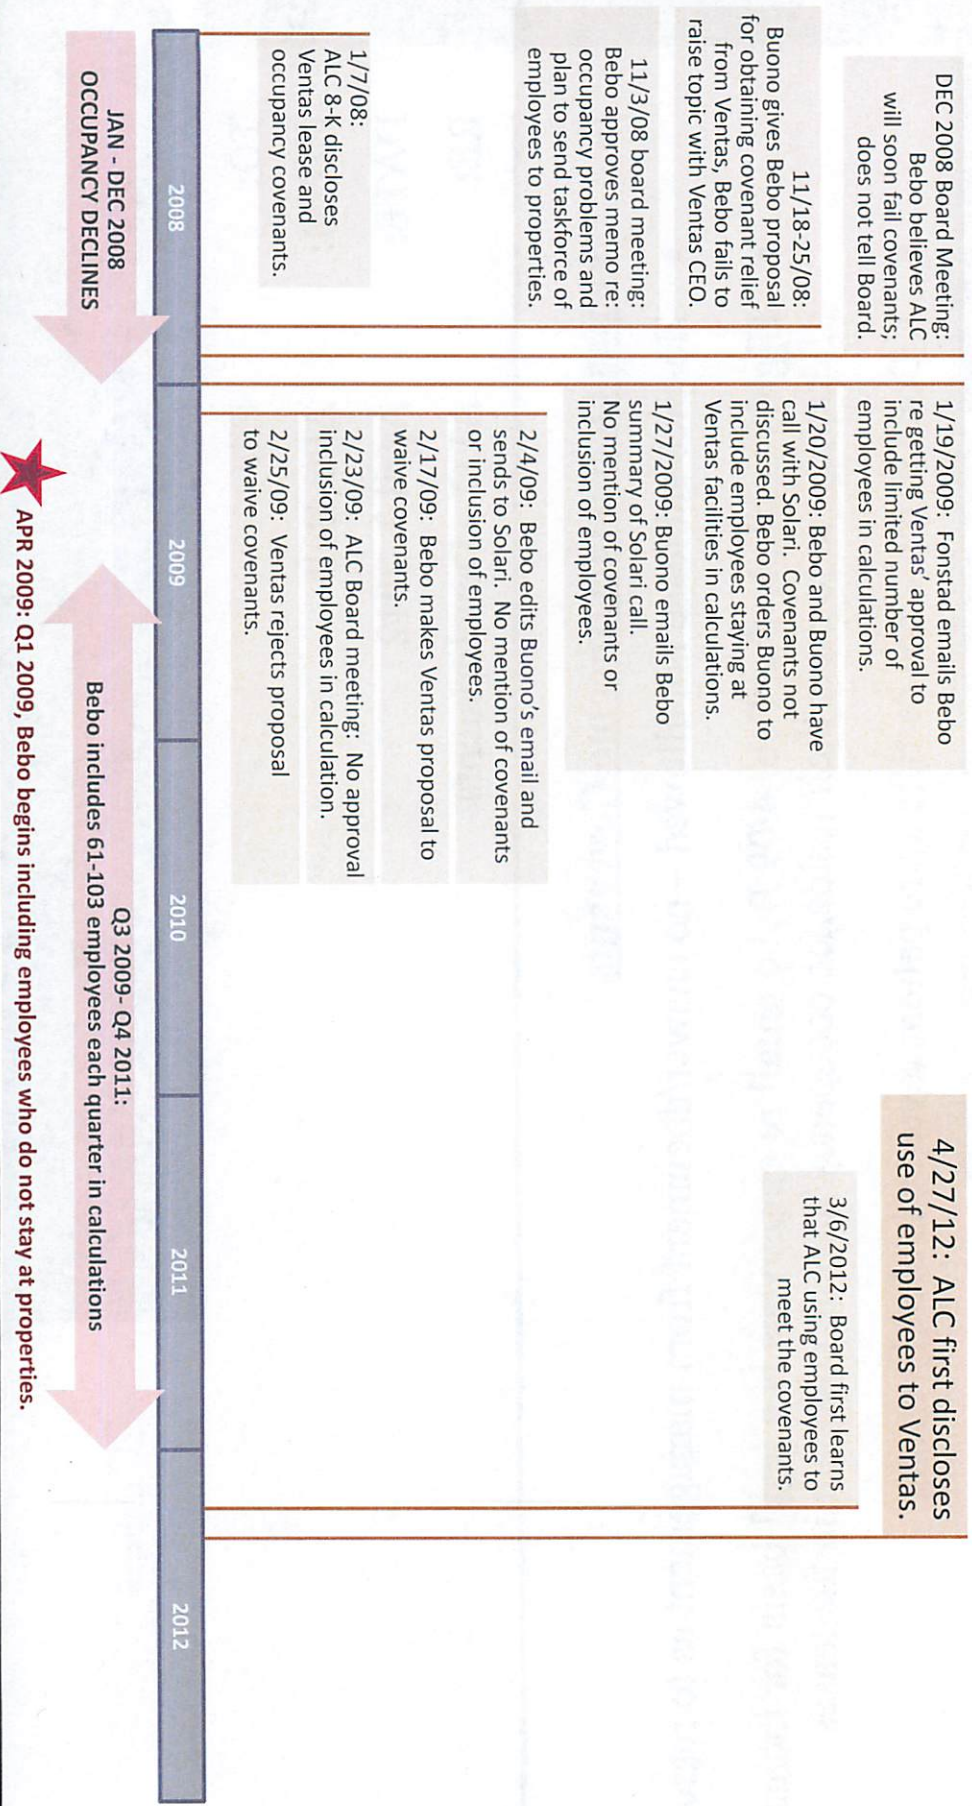 DEC 2008 Board Meeting:
Bebo believes ALC
will soon fail covenants;
does not tell Board.
11/18-25/08:
Buono gives Bebo proposal
for obtaining covenant relief
from Ventas, Bebo fails to
raise topic with Ventas CEO.
11/3/08 board meeting:
Bebo approves memo re:
occupancy problems and
plan to send taskforce of
employees to properties.
1/7/08:
ALC 8-K discloses
Ventas lease and
occupancy covenants.
1/19/2009: Fonstad emails Bebo
re getting Ventas' approval to
include limited number of
employees in calculations.
1/20/2009: Bebo and Buono have
call with Solari. Covenants not
discussed. Bebo orders Buono to
include employees staying at
Ventas facilities in calculations.
1/27/2009: Buono emails Bebo
summary of Solari call.
No mention of covenants or
inclusion of employees.
2/4/09: Bebo edits Buono's email and
sends to Solari. No mention of covenants
or inclusion of employees.
2/17/09: Bebo makes Ventas proposal to
waive covenants.
2/23/09: ALC Board meeting: No approval
inclusion of employees in calculation.
2/25/09: Ventas rejects proposal
to waive covenants.
4/27/12: ALC first discloses
use of employees to Ventas.
3/6/2012: Board first learns
that ALC using employees to
meet the covenants.
2008
2009
2010
2011
2012
JAN - DEC 2008
OCCUPANCY DECLINES
Q3 2009- Q4 2011:
Bebo includes 61-103 employees each quarter in calculations
APR 2009: Q1 2009, Bebo begins including employees who do not stay at properties.